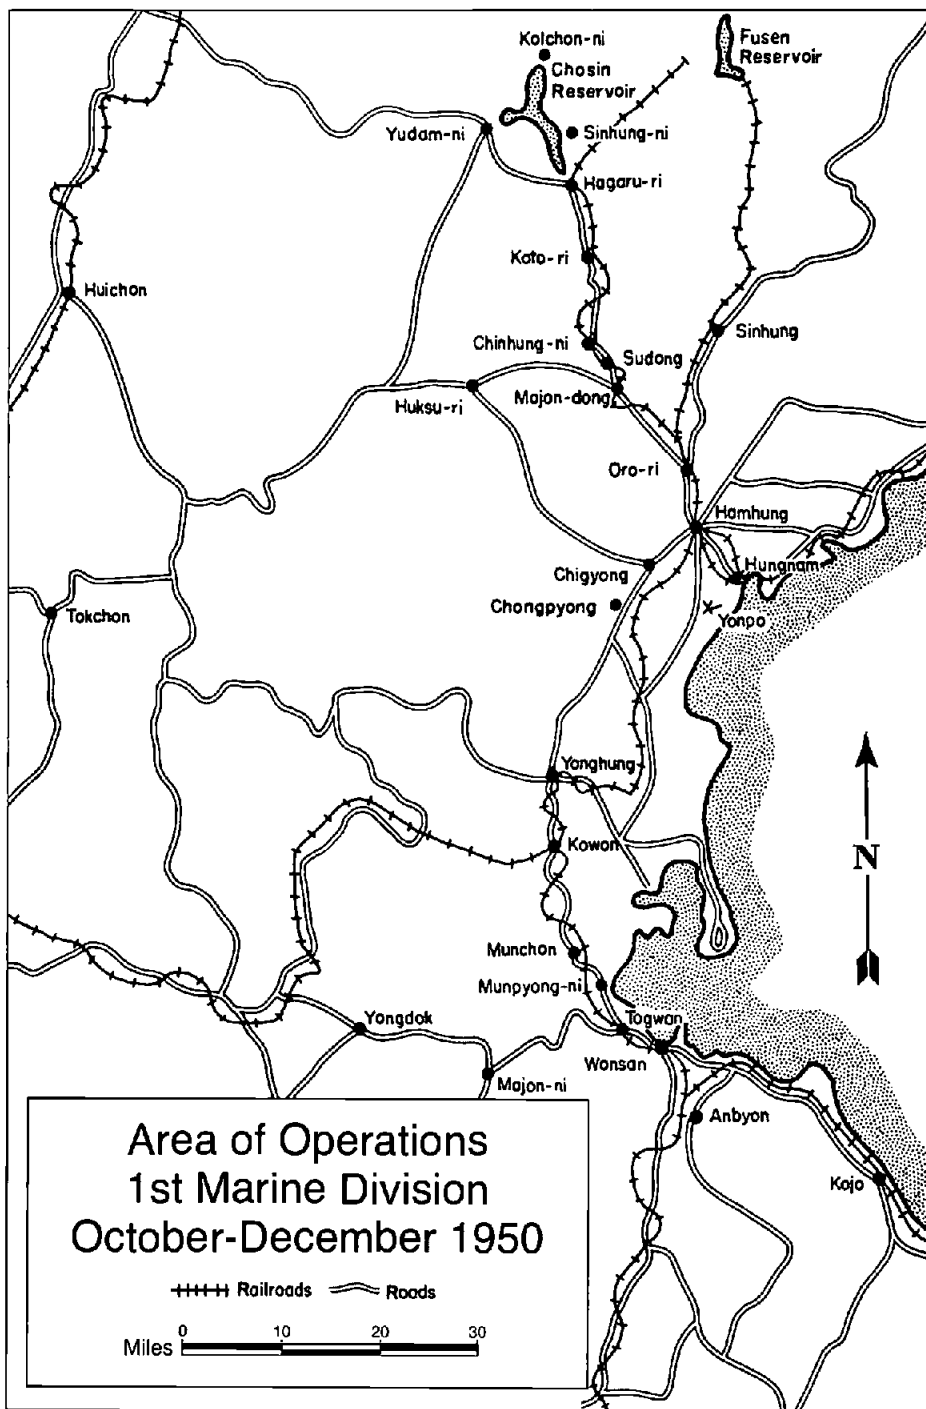 Kolchon-ni
Chosin
Reservoir
Fusen
Reservoir
Yudam-ni
Sinhung-ni
Hagaru-ri
Koto-ri
Huichon
Chinhung-ni
Sudong
Sinhung
Huksu-ri
Majon-dong
Oro-ri
Hamhung
Chigyong
Hungnam
Chongpyong
Yonpo
Tokchon
Yonghung
Kowon
N
Munchon
Munpyong-ni
Togwan
Yongdok
Wonsan
Majon-ni
Anbyon
Kojo
Area of Operations
1st Marine Division
October-December 1950
Railroads Roads
Miles 0 10 20 30